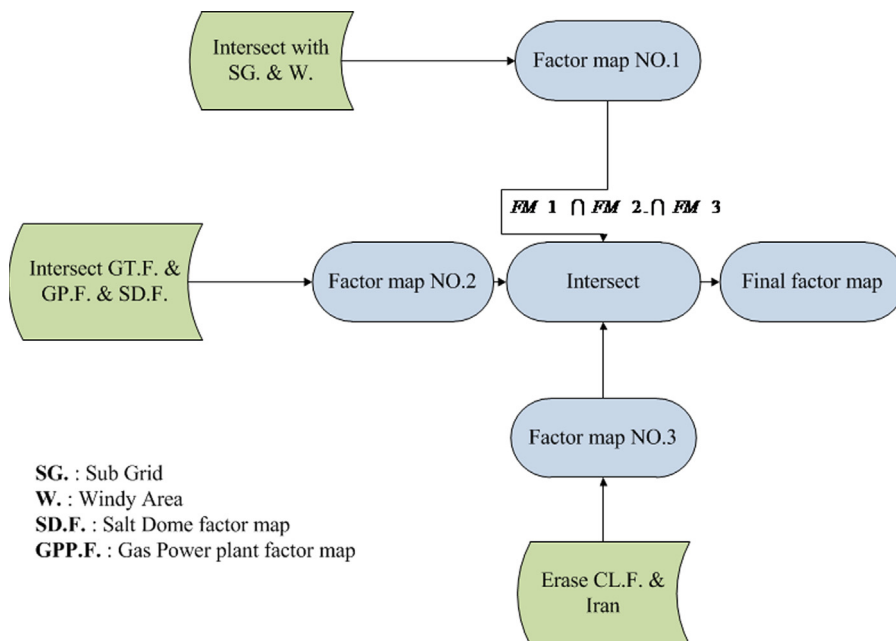 Intersect with
SG. & W.
Factor map NO.1
FM 1 ⋂ FM 2.⋂ FM 3
Intersect GT.F. &
GP.F. & SD.F.
Factor map NO.2
Intersect
Final factor map
Factor map NO.3
SG. : Sub Grid
W. : Windy Area
SD.F. : Salt Dome factor map
GPP.F. : Gas Power plant factor map
Erase CL.F. &
Iran